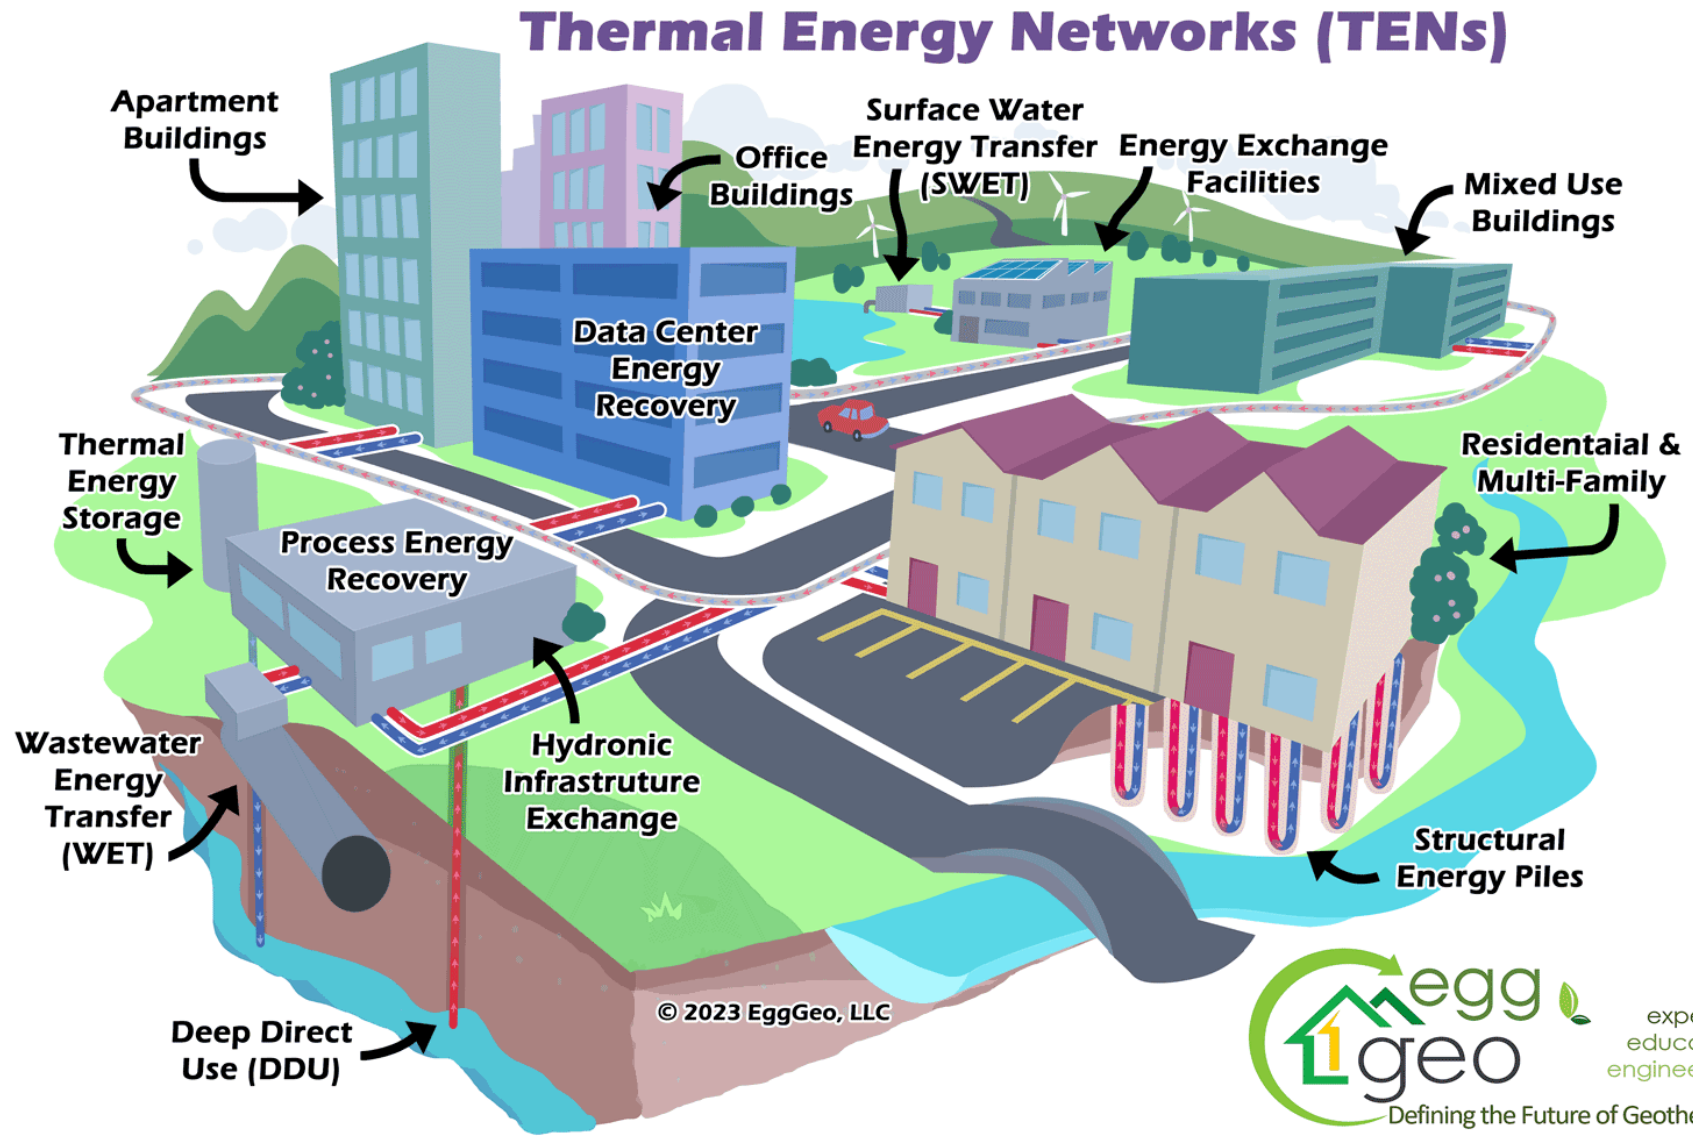 Thermal Energy Networks (TENs)
Apartment
Buildings
Office
Buildings
Surface Water
Energy Transfer
(SWET)
Energy Exchange
Facilities
Mixed Use
Buildings
Data Center
Energy
Recovery
Thermal
Energy
Storage
Process Energy
Recovery
Residentaial &
Multi-Family
Wastewater
Energy
Transfer
(WET)
Hydronic
Infrastruture
Exchange
Structural
Energy Piles
Deep Direct
Use (DDU)
© 2023 EggGeo, LLC
egg
geo
Defining the Future of